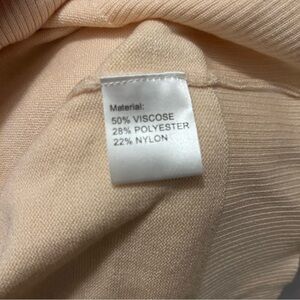 Material:
50% VISCOSE
28% POLYESTER
22% NYLON